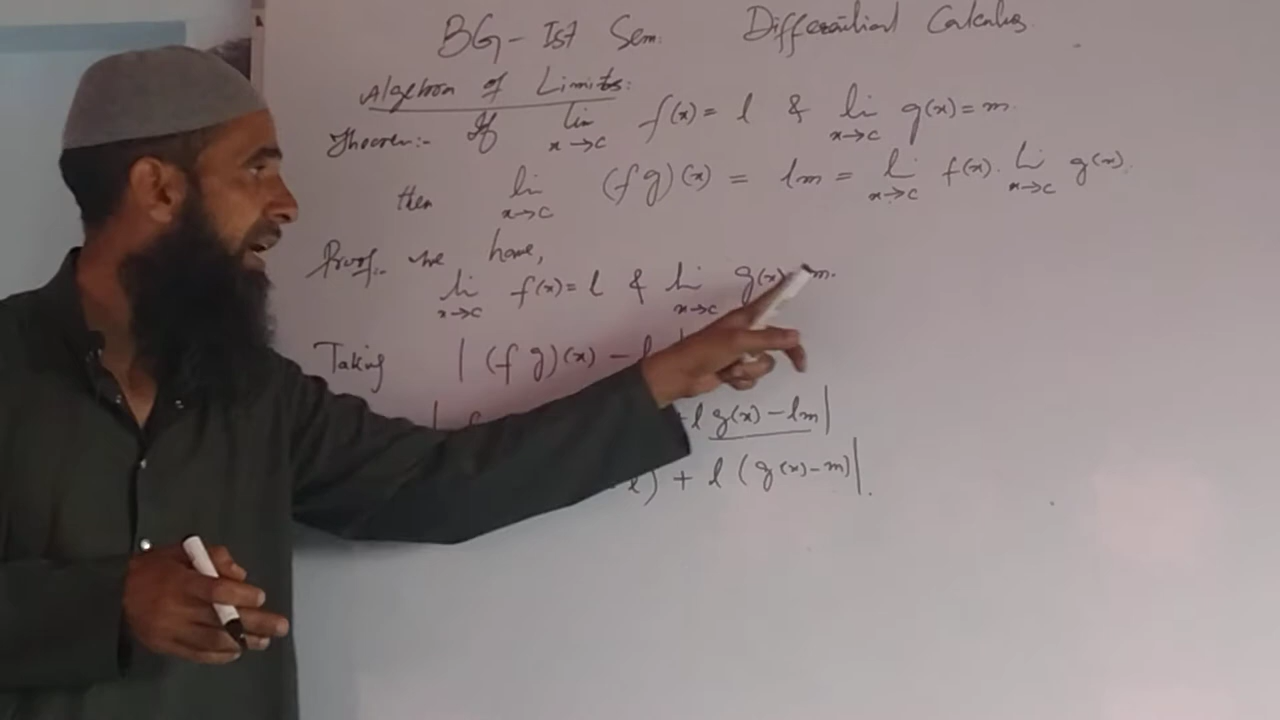 BG - Ist Sem: Differential Calculus
Algebra of Limits:
Theorem:- If lim x→c f(x) = l & lim x→c g(x) = m.
then lim x→c (fg)(x) = lm = lim x→c f(x). lim x→c g(x).
Proof:- we have,
lim x→c f(x) = l & lim x→c g(x) m.
Taking | (fg)(x) - l |
| l g(x) - lm |
l) + l (g(x) - m) |.